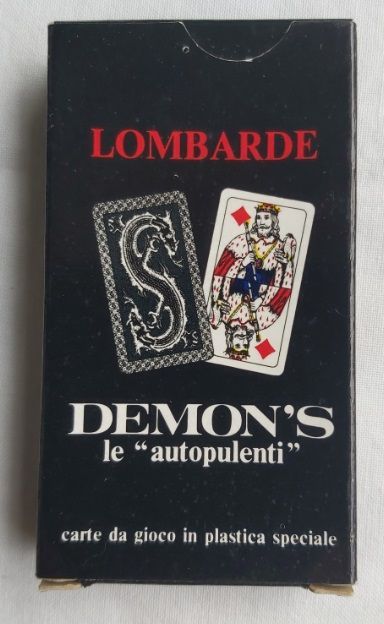 LOMBARDE
DEMON'S
le "autopulenti"
carte da gioco in plastica speciale